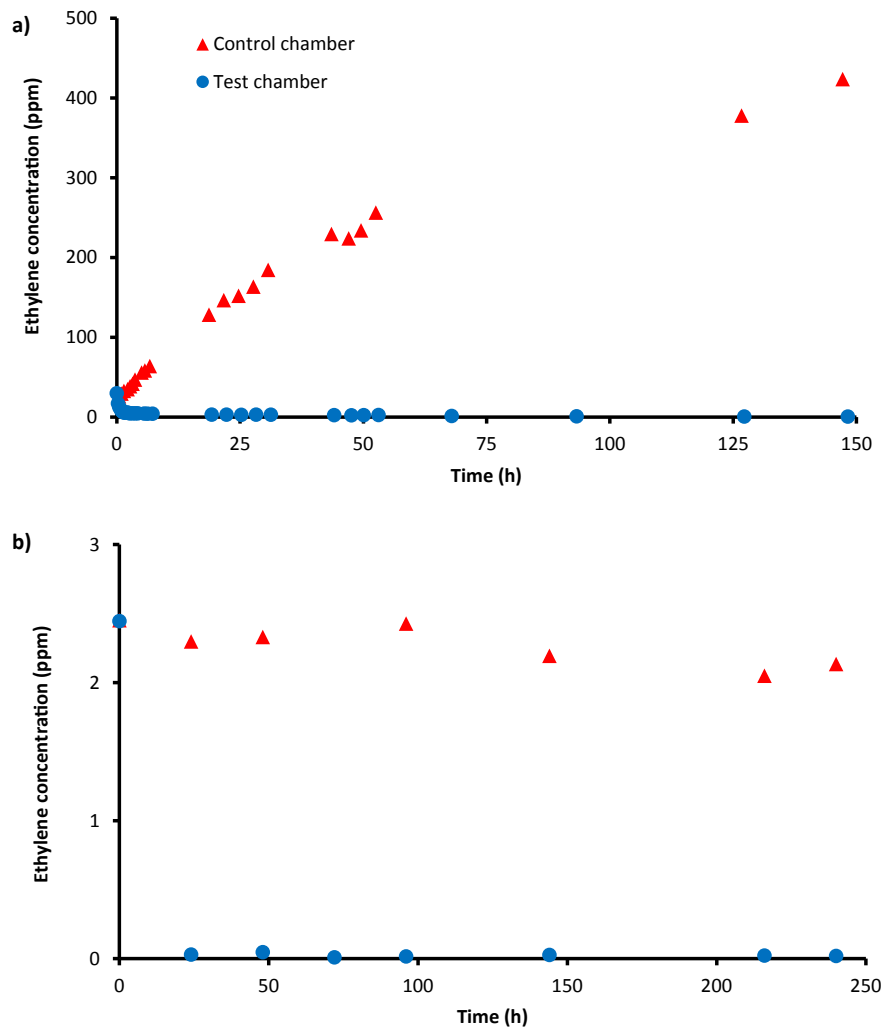 a)
500
400
300
200
100
0
Ethylene concentration (ppm)
Control chamber
Test chamber
0 25 50 75 100 125 150
Time (h)
b)
3
2
1
0
Ethylene concentration (ppm)
0 50 100 150 200 250
Time (h)